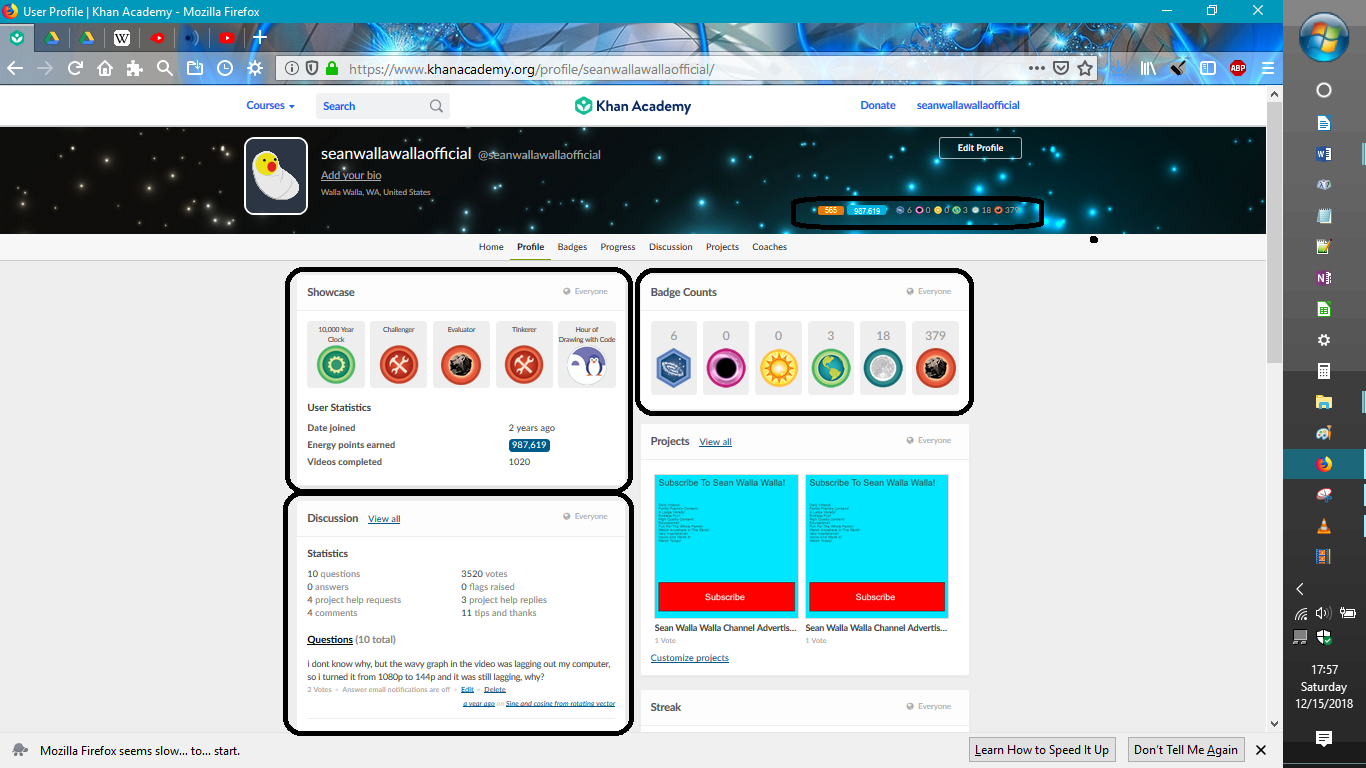 User Profile | Khan Academy - Mozilla Firefox
https://www.khanacademy.org/profile/seanwallawallaofficial/
ABP
Courses
Search
Khan Academy
Donate
seanwallawallaofficial
seanwallawallaofficial @seanwallawallaofficial
Add your bio
Walla Walla, WA, United States
Edit Profile
565 987,619 6 0 0 3 18 379
Home Profile Badges Progress Discussion Projects Coaches
Showcase
Everyone
10,000 Year Clock
Challenger
Evaluator
Tinkerer
Hour of Drawing with Code
User Statistics
Date joined 2 years ago
Energy points earned 987,619
Videos completed 1020
Badge Counts
Everyone
6 0 0 3 18 379
Discussion View all
Everyone
Statistics
10 questions 3520 votes
0 answers 0 flags raised
4 project help requests 3 project help replies
4 comments 11 tips and thanks
Questions (10 total)
i dont know why, but the wavy graph in the video was lagging out my computer,
so i turned it from 1080p to 144p and it was still lagging, why?
2 Votes • Answer email notifications are off • Edit • Delete
a year ago on Sine and cosine from rotating vector
Projects View all
Everyone
Subscribe To Sean Walla Walla!
Subscribe
Sean Walla Walla Channel Advertis...
1 Vote
Subscribe To Sean Walla Walla!
Subscribe
Sean Walla Walla Channel Advertis...
1 Vote
Customize projects
Streak
Everyone
Mozilla Firefox seems slow... to... start.
Learn How to Speed It Up
Don't Tell Me Again
17:57
Saturday
12/15/2018